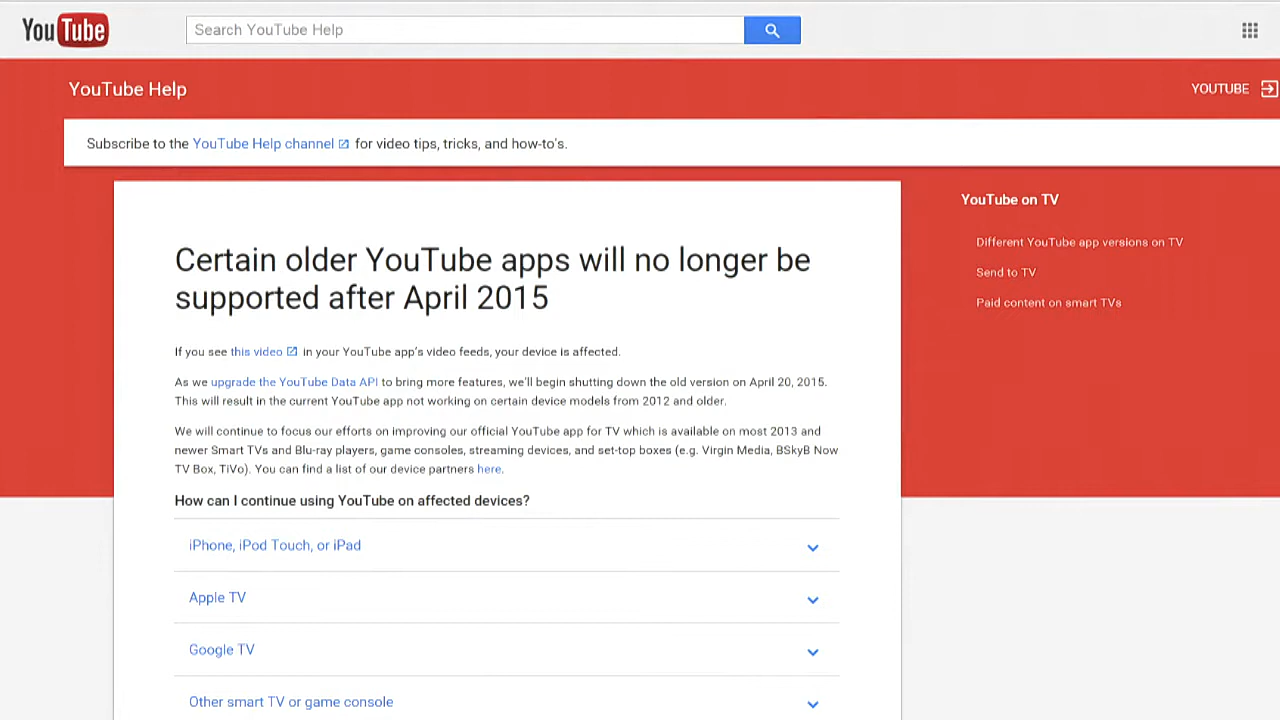 YouTube
Search YouTube Help
YouTube Help
YOUTUBE
Subscribe to the YouTube Help channel for video tips, tricks, and how-to's.
Certain older YouTube apps will no longer be
supported after April 2015
If you see this video in your YouTube app's video feeds, your device is affected.
As we upgrade the YouTube Data API to bring more features, we'll begin shutting down the old version on April 20, 2015.
This will result in the current YouTube app not working on certain device models from 2012 and older.
We will continue to focus our efforts on improving our official YouTube app for TV which is available on most 2013 and
newer Smart TVs and Blu-ray players, game consoles, streaming devices, and set-top boxes (e.g. Virgin Media, BSkyB Now
TV Box, TiVo). You can find a list of our device partners here.
How can I continue using YouTube on affected devices?
iPhone, iPod Touch, or iPad
Apple TV
Google TV
Other smart TV or game console
YouTube on TV
Different YouTube app versions on TV
Send to TV
Paid content on smart TVs